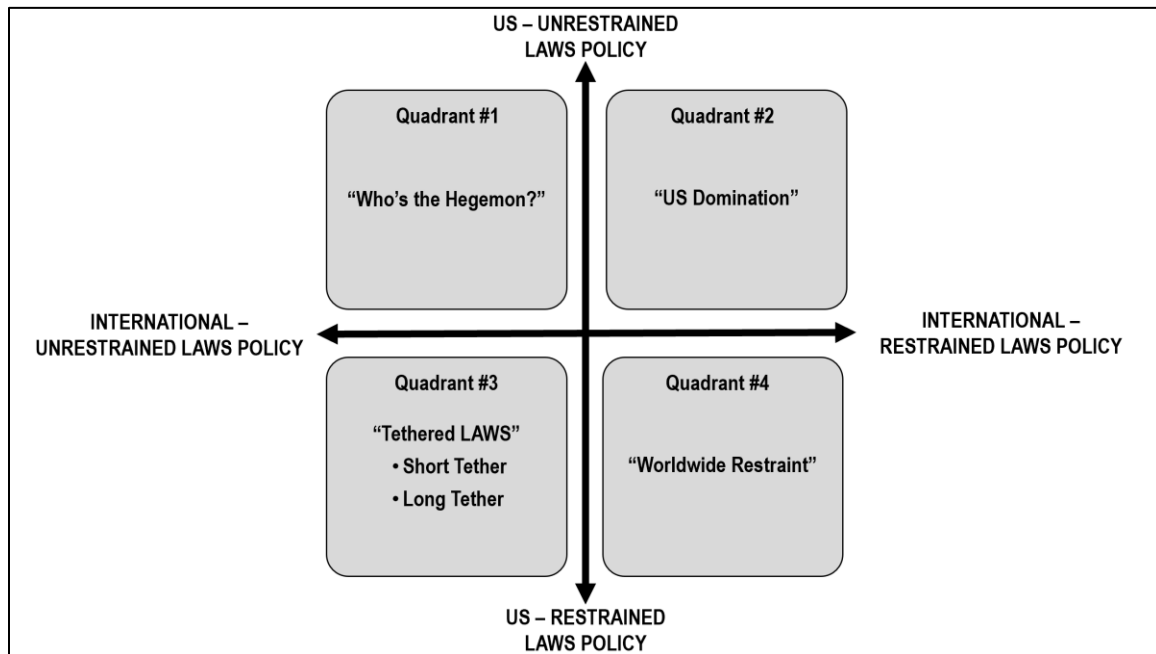 US – UNRESTRAINED
LAWS POLICY
Quadrant #1
“Who’s the Hegemon?”
Quadrant #2
“US Domination”
INTERNATIONAL –
UNRESTRAINED LAWS POLICY
INTERNATIONAL –
RESTRAINED LAWS POLICY
Quadrant #3
“Tethered LAWS”
• Short Tether
• Long Tether
Quadrant #4
“Worldwide Restraint”
US – RESTRAINED
LAWS POLICY